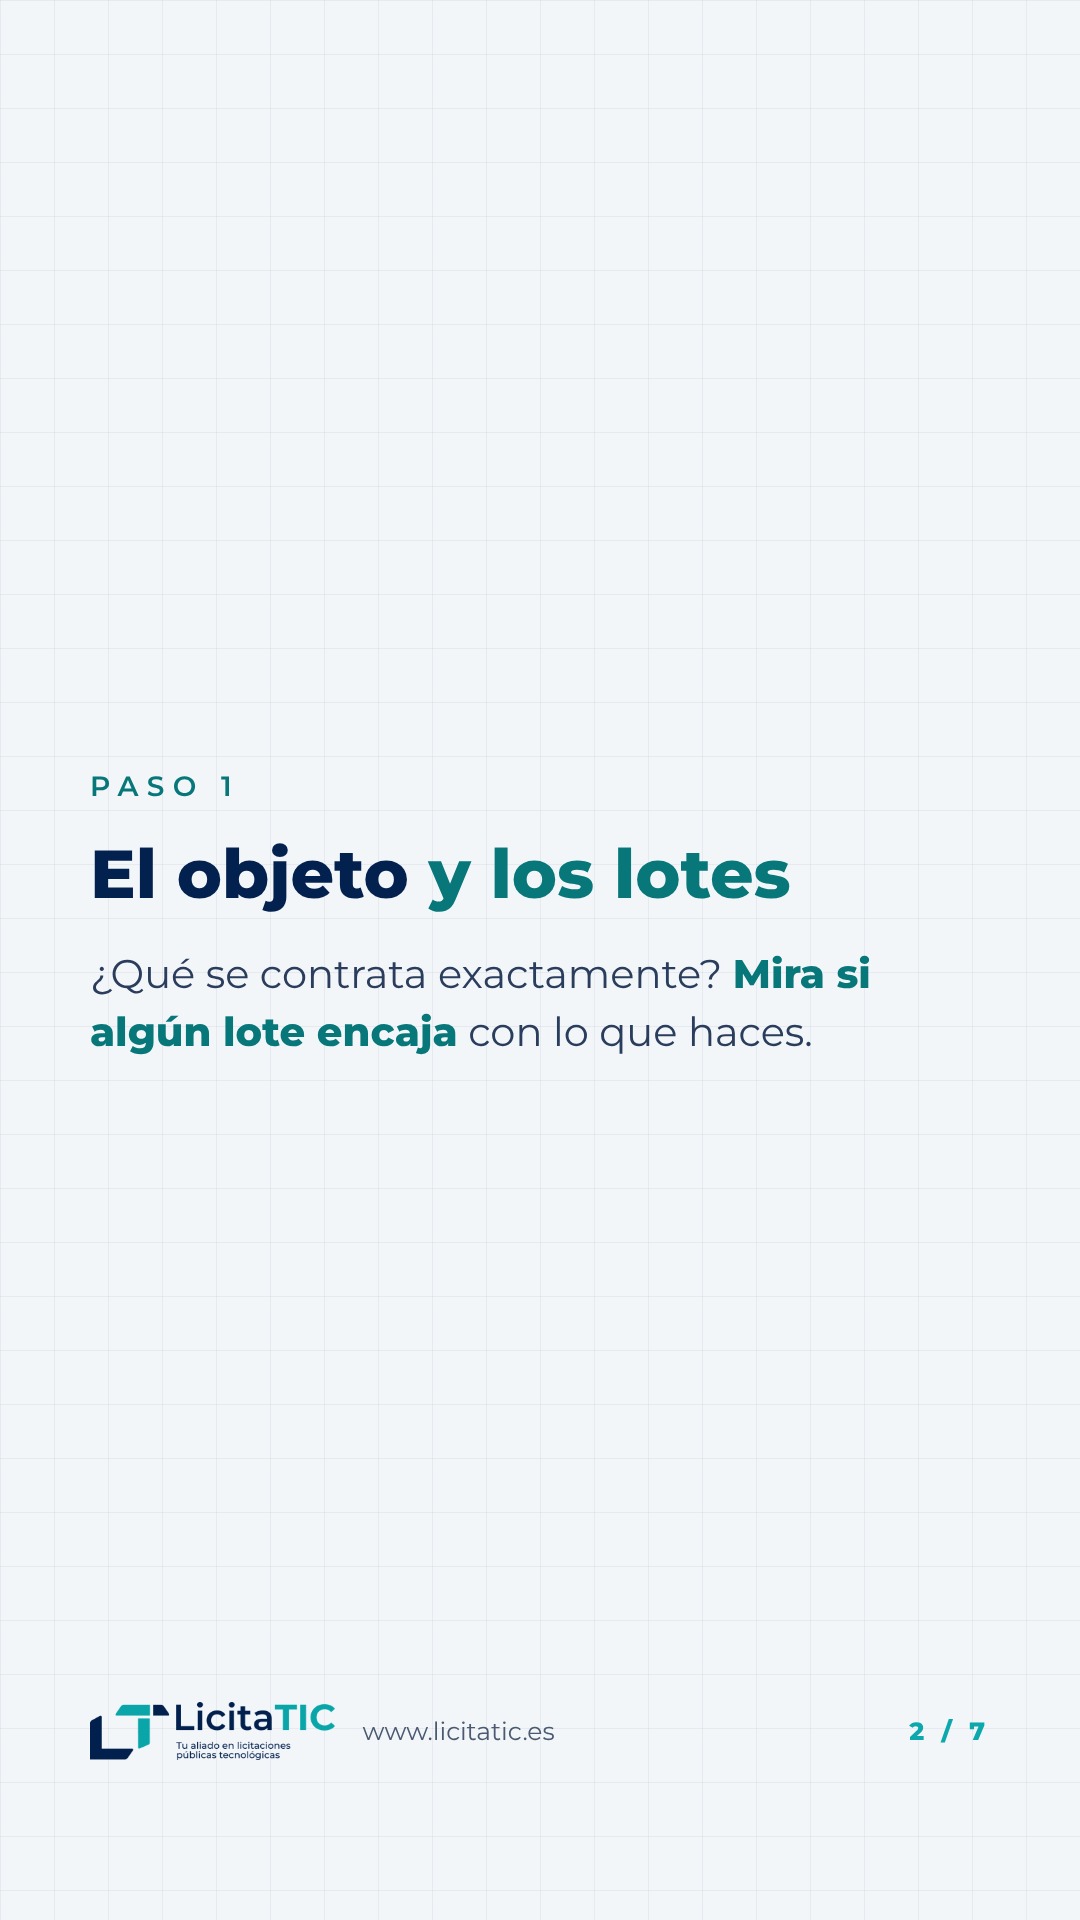 PASO 1
El objeto y los lotes
¿Qué se contrata exactamente? Mira si
algún lote encaja con lo que haces.
LicitaTIC
Tu aliado en licitaciones
públicas tecnológicas
www.licitatic.es
2 / 7